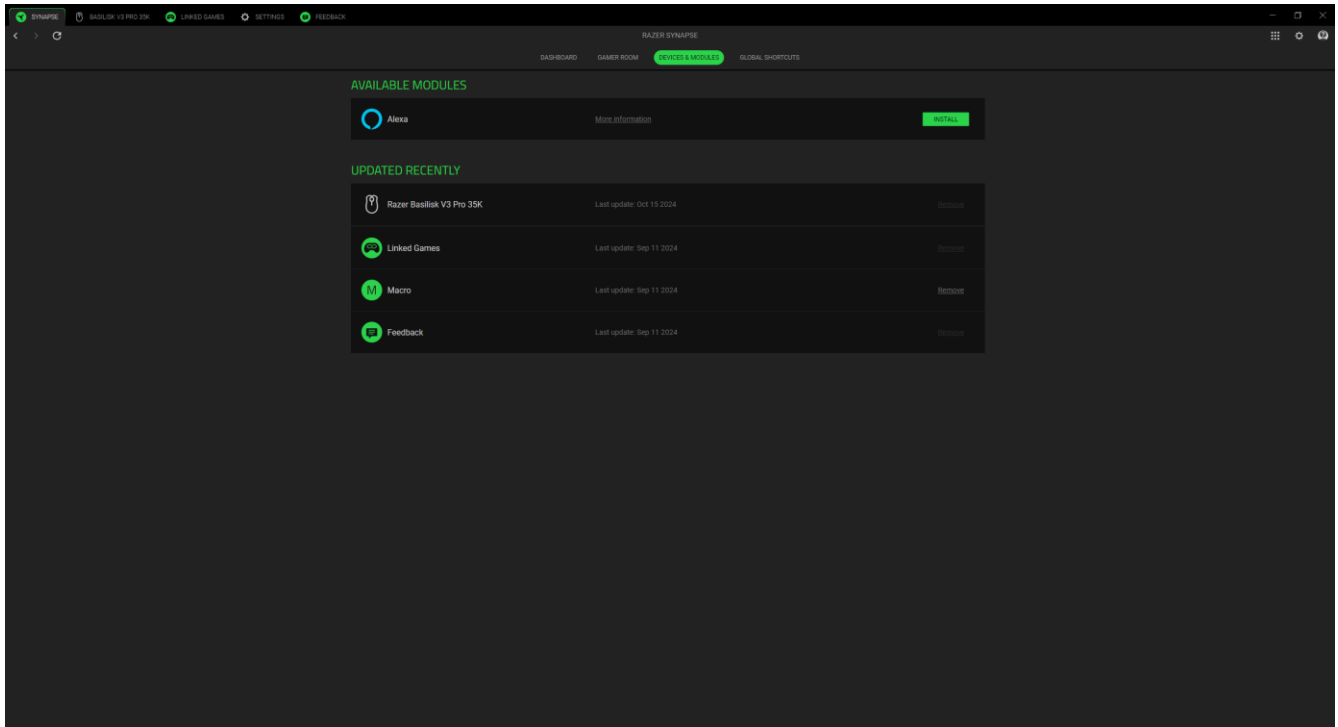 SYNAPSE BASILISK V3 PRO 35K LINKED GAMES SETTINGS FEEDBACK
RAZER SYNAPSE
DASHBOARD GAMER ROOM DEVICES & MODULES GLOBAL SHORTCUTS
AVAILABLE MODULES
Alexa More Information INSTALL
UPDATED RECENTLY
Razer Basilisk V3 Pro 35K Last update: Oct 15 2024 Remove
Linked Games Last update: Sep 11 2024 Remove
M Macro Last update: Sep 11 2024 Remove
Feedback Last update: Sep 11 2024 Remove